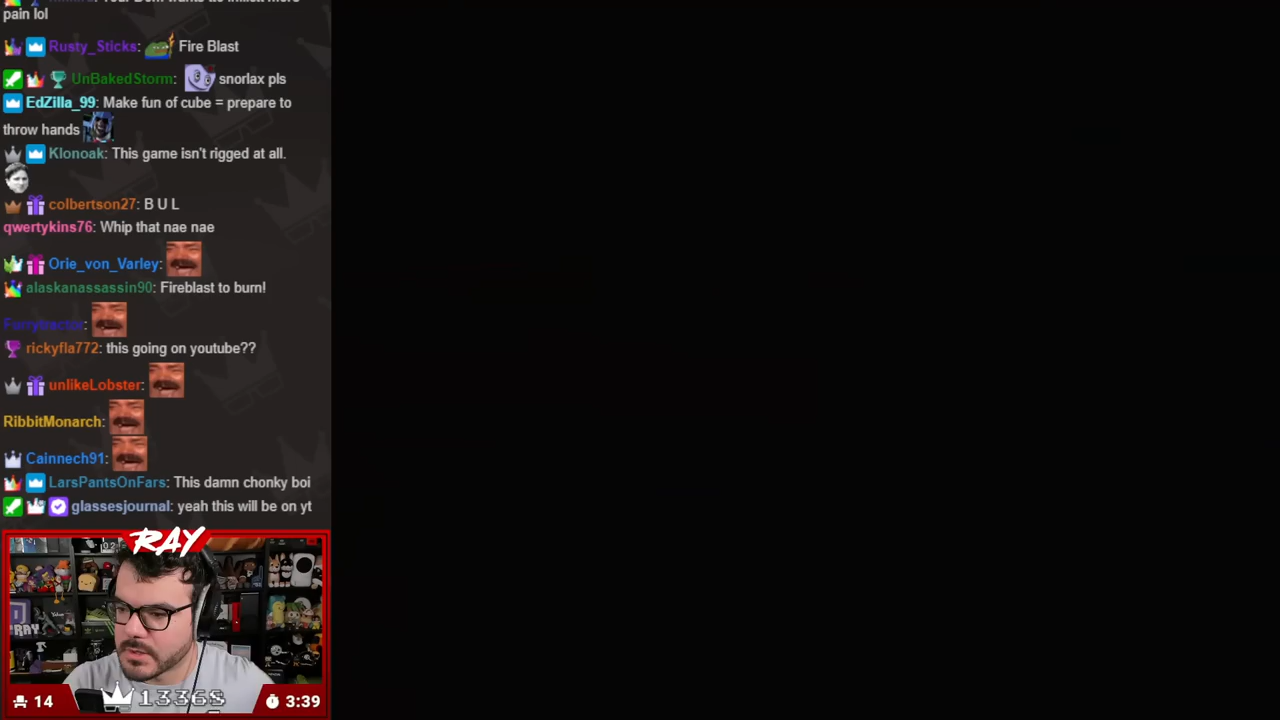 pain lol
Rusty_Sticks: Fire Blast
UnBakedStorm: snorlax pls
EdZilla_99: Make fun of cube = prepare to
throw hands
Klonoak: This game isn't rigged at all.
colbertson27: B U L
qwertykins76: Whip that nae nae
Orie_von_Varley:
alaskanassassin90: Fireblast to burn!
rickyfla772: this going on youtube??
unlikeLobster:
RibbitMonarch:
Cainnech91:
LarsPantsOnFars: This damn chonky boi
glassesjournal: yeah this will be on yt
RAY
14
13368
3:39